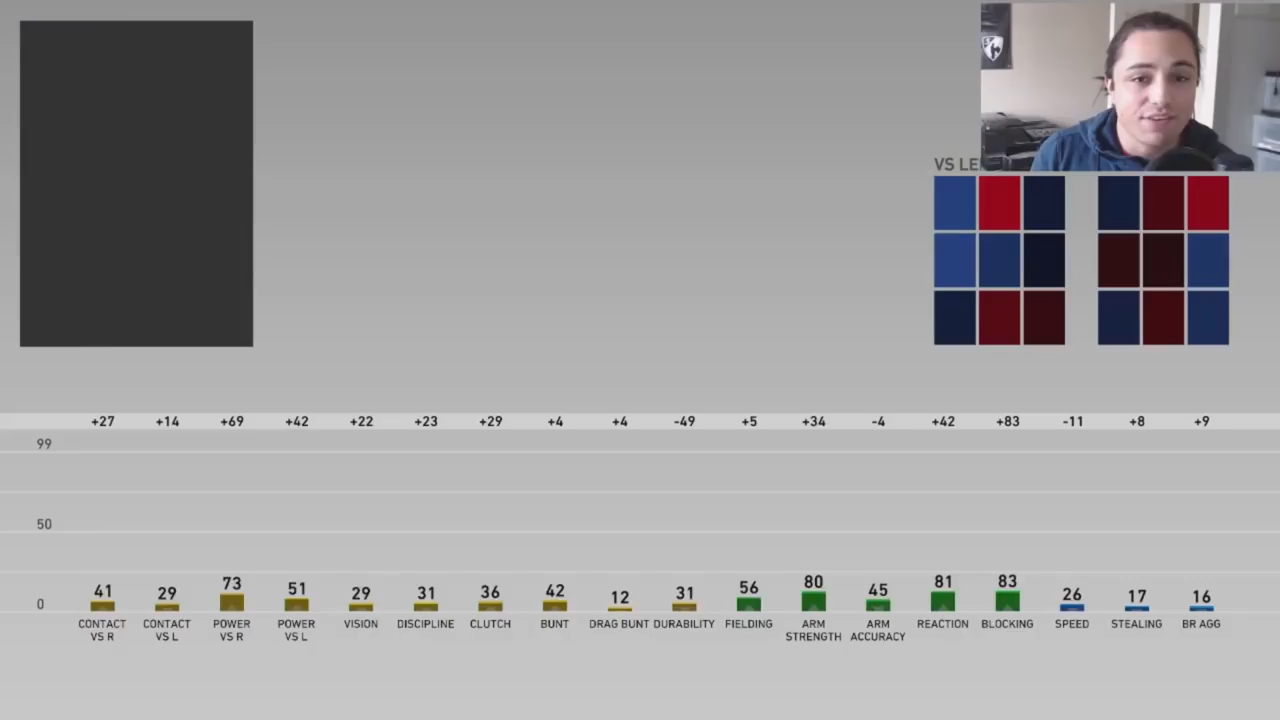 VS LE
+27 +14 +69 +42 +22 +23 +29 +4 +4 -49 +5 +34 -4 +42 +83 -11 +8 +9
99
50
0
41 29 73 51 29 31 36 42 12 31 56 80 45 81 83 26 17 16
CONTACT VS R
CONTACT VS L
POWER VS R
POWER VS L
VISION
DISCIPLINE
CLUTCH
BUNT
DRAG BUNT
DURABILITY
FIELDING
ARM STRENGTH
ARM ACCURACY
REACTION
BLOCKING
SPEED
STEALING
BR AGG